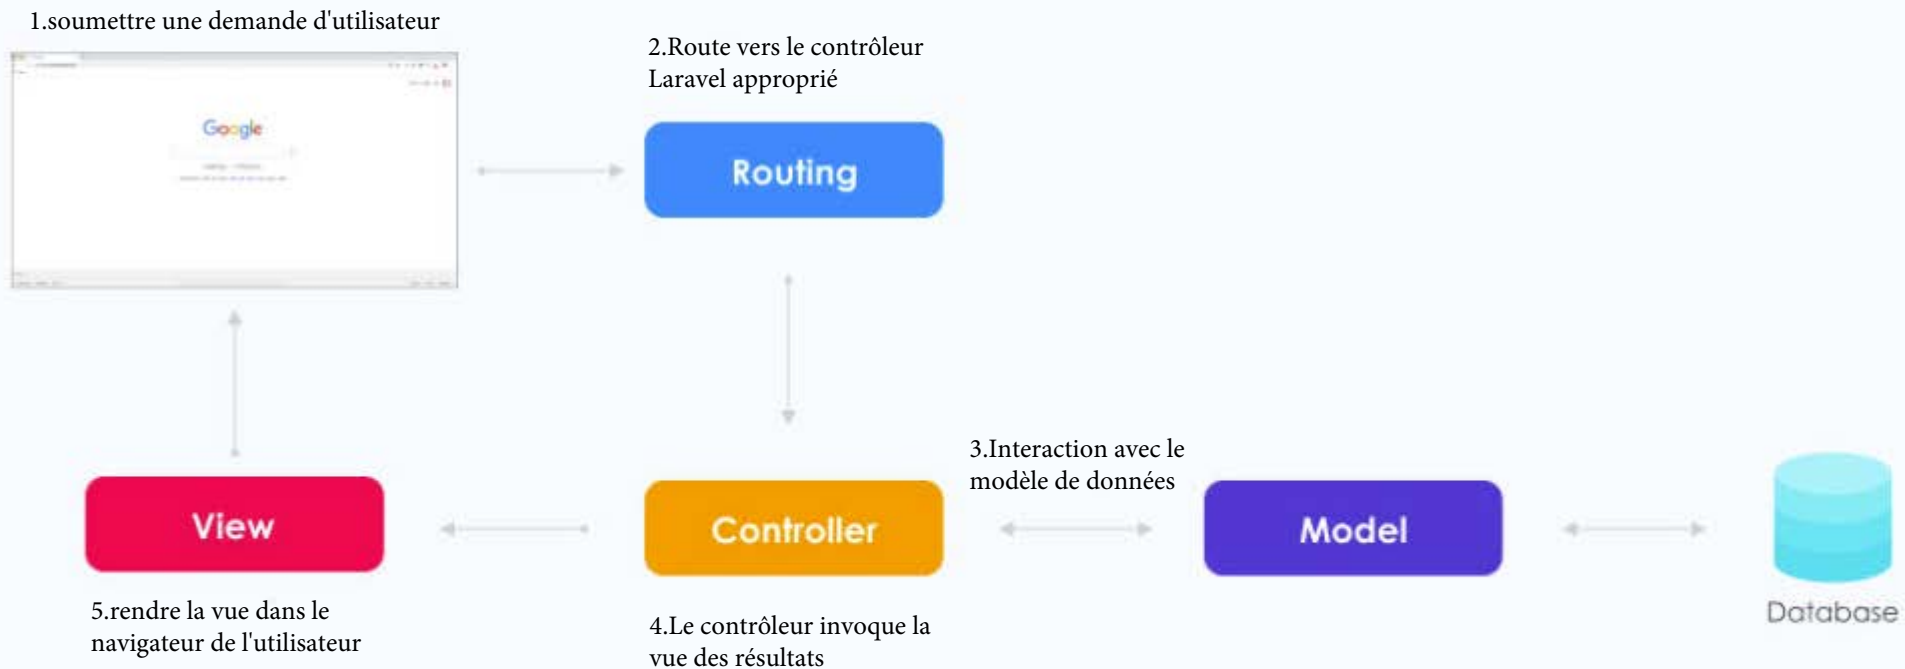 1.soumettre une demande d'utilisateur
2.Route vers le contrôleur
Laravel approprié
Google
Routing
3.Interaction avec le
modèle de données
View
Controller
Model
Database
5.rendre la vue dans le
navigateur de l'utilisateur
4.Le contrôleur invoque la
vue des résultats